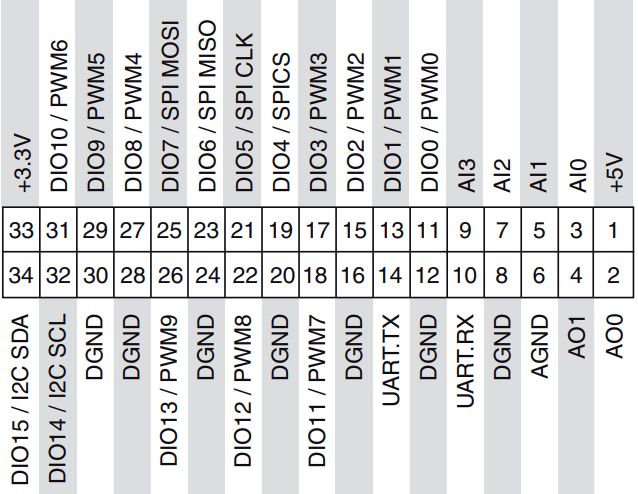 +3.3V
DIO10 / PWM6
DIO9 / PWM5
DIO8 / PWM4
DIO7 / SPI MOSI
DIO6 / SPI MISO
DIO5 / SPI CLK
DIO4 / SPICS
DIO3 / PWM3
DIO2 / PWM2
DIO1 / PWM1
DIO0 / PWM0
AI3
AI2
AI1
AI0
+5V
33 31 29 27 25 23 21 19 17 15 13 11 9 7 5 3 1
34 32 30 28 26 24 22 20 18 16 14 12 10 8 6 4 2
DIO15 / I2C SDA
DIO14 / I2C SCL
DGND
DGND
DIO13 / PWM9
DGND
DIO12 / PWM8
DGND
DIO11 / PWM7
DGND
UART.TX
DGND
UART.RX
DGND
AGND
AO1
AO0